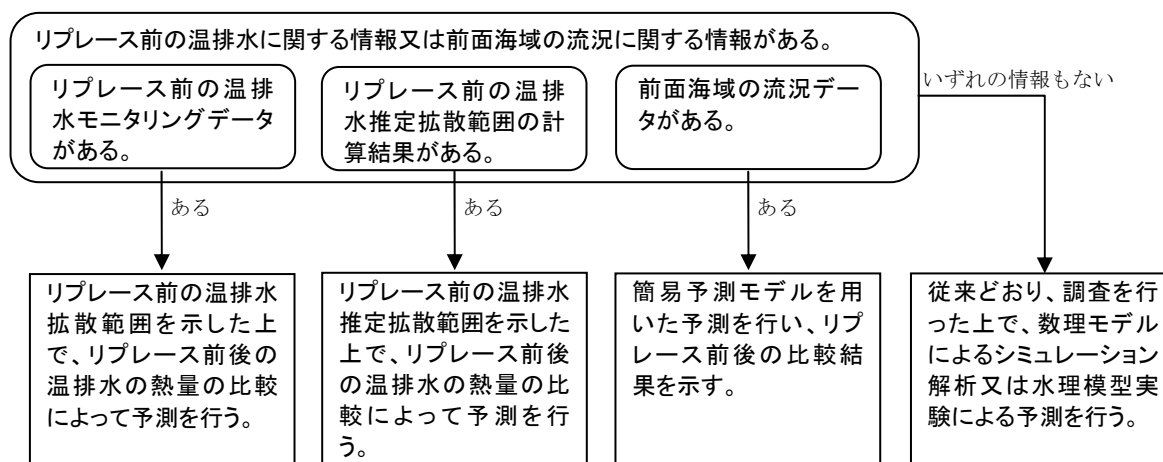 リプレース前の温排水に関する情報又は前面海域の流況に関する情報がある。
リプレース前の温排
水モニタリングデータ
がある。
リプレース前の温排
水推定拡散範囲の計
算結果がある。
前面海域の流況デー
タがある。
いずれの情報もない
ある
ある
ある
リプレース前の温排水
拡散範囲を示した上
で、リプレース前後の
温排水の熱量の比較
によって予測を行う。
リプレース前の温排水
推定拡散範囲を示した
上で、リプレース前後
の温排水の熱量の比
較によって予測を行
う。
簡易予測モデルを用
いた予測を行い、リプ
レース前後の比較結
果を示す。
従来どおり、調査を行
った上で、数理モデル
によるシミュレーション
解析又は水理模型実
験による予測を行う。